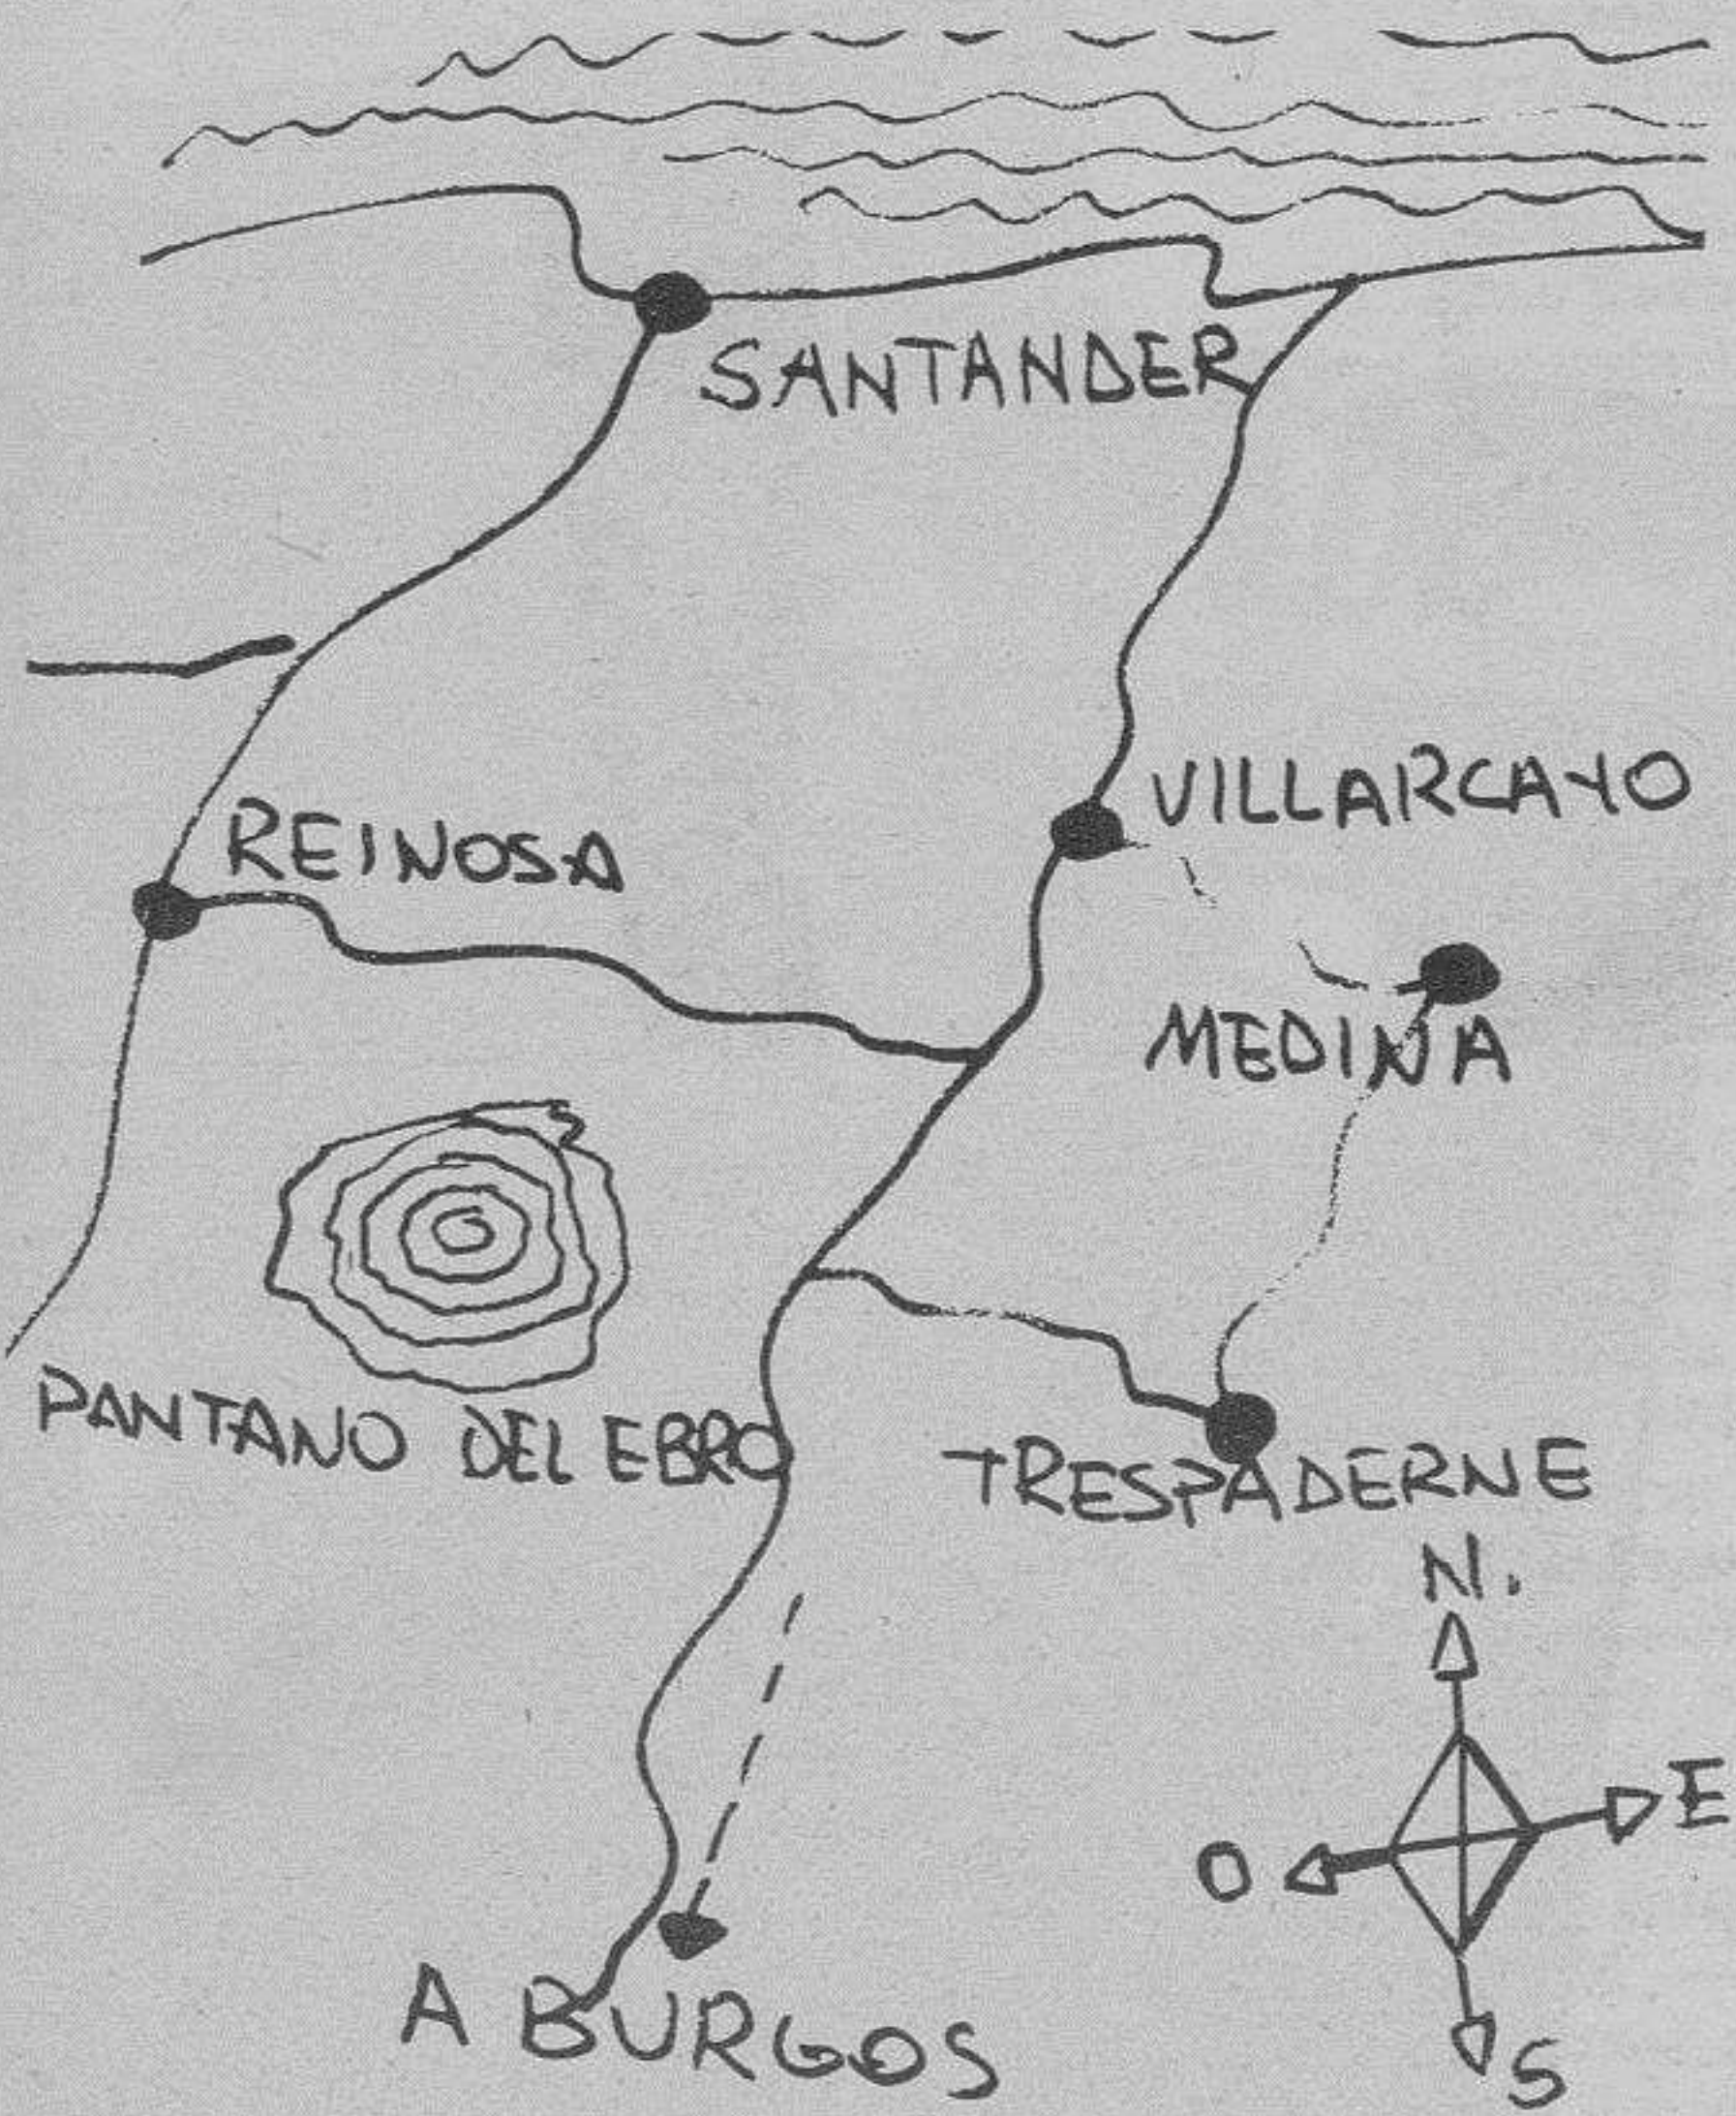 SANTANDER
VILLARCAYO
REINOSA
MEDINA
PANTANO DEL EBRO
TRESPADERNE
N.
E
O
A BURGOS
S